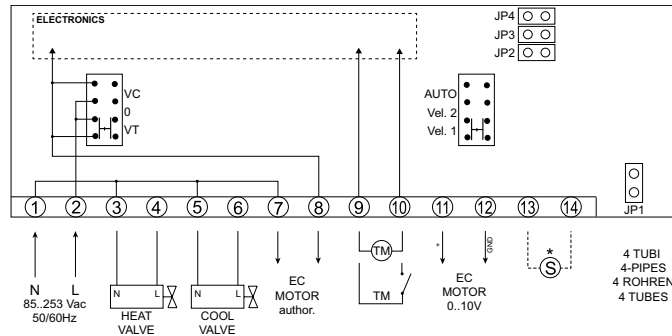 ELECTRONICS
JP4
JP3
JP2
VC
0
VT
AUTO
Vel. 2
Vel. 1
JP1
1 2 3 4 5 6 7 8 9 10 11 12 13 14
N L
85..253 Vac
50/60Hz
N L
HEAT
VALVE
N L
COOL
VALVE
EC
MOTOR
author.
TM
TM
+ GND
EC
MOTOR
0..10V
*
S
4 TUBI
4-PIPES
4 ROHREN
4 TUBES